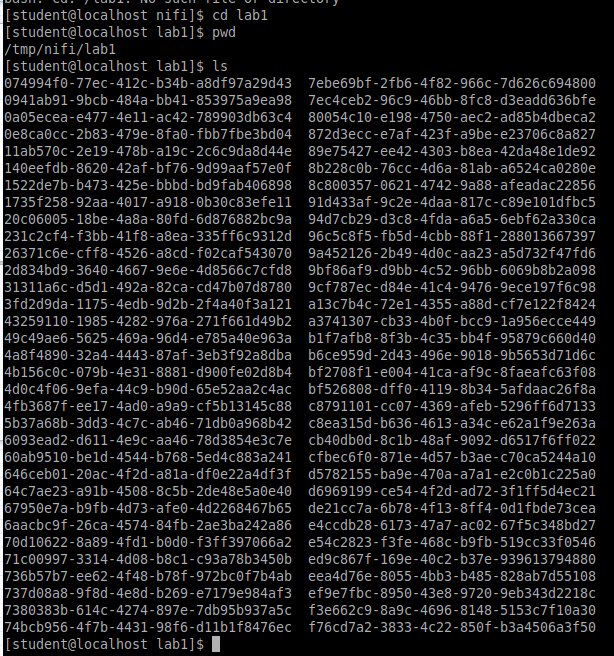 bash: cd: /lab1: No such file or directory
[student@localhost nifi]$ cd lab1
[student@localhost lab1]$ pwd
/tmp/nifi/lab1
[student@localhost lab1]$ ls
074994f0-77ec-412c-b34b-a8df97a29d43  7ebe69bf-2fb6-4f82-966c-7d626c694800
0941ab91-9bcb-484a-bb41-853975a9ea98  7ec4ceb2-96c9-46bb-8fc8-d3eadd636bfe
0a05ecea-e477-4e11-ac42-789903db63c4  80054c10-e198-4750-aec2-ad85b4dbeca2
0e8ca0cc-2b83-479e-8fa0-fbb7fbe3bd04  872d3ecc-e7af-423f-a9be-e23706c8a827
11ab570c-2e19-478b-a19c-2c6c9da8d44e  89e75427-ee42-4303-b8ea-42da48e1de92
140eefdb-8620-42af-bf76-9d99aaf57e0f  8b228c0b-76cc-4d6a-81ab-a6524ca0280e
1522de7b-b473-425e-bbbd-bd9fab406898  8c800357-0621-4742-9a88-afeadac22856
1735f258-92aa-4017-a918-0b30c83efe11  91d433af-9c2e-4daa-817c-c89e101dfbc5
20c06005-18be-4a8a-80fd-6d876882bc9a  94d7cb29-d3c8-4fda-a6a5-6ebf62a330ca
231c2cf4-f3bb-41f8-a8ea-335ff6c9312d  96c5c8f5-fb5d-4cbb-88f1-288013667397
26371c6e-cff8-4526-a8cd-f02caf543070  9a452126-2b49-4d0c-aa23-a5d732f47fd6
2d834bd9-3640-4667-9e6e-4d8566c7cfd8  9bf86af9-d9bb-4c52-96bb-6069b8b2a098
31311a6c-d5d1-492a-82ca-cd47b07d8780  9cf787ec-d84e-41c4-9476-9ece197f6c98
3fd2d9da-1175-4edb-9d2b-2f4a40f3a121  a13c7b4c-72e1-4355-a88d-cf7e122f8424
43259110-1985-4282-976a-271f661d49b2  a3741307-cb33-4b0f-bcc9-1a956ecce449
49c49ae6-5625-469a-96d4-e785a40e963a  b1f7afb8-8f3b-4c35-bb4f-95879c660d40
4a8f4890-32a4-4443-87af-3eb3f92a8dba  b6ce959d-2d43-496e-9018-9b5653d71d6c
4b156c0c-079b-4e31-8881-d900fe02d8b4  bf2708f1-e004-41ca-af9c-8faeafc63f08
4d0c4f06-9efa-44c9-b90d-65e52aa2c4ac  bf526808-dff0-4119-8b34-5afdaac26f8a
4fb3687f-ee17-4ad0-a9a9-cf5b13145c88  c8791101-cc07-4369-afeb-5296ff6d7133
5b37a68b-3dd3-4c7c-ab46-71db0a968b42  c8ea315d-b636-4613-a34c-e62a1f9e263a
6093ead2-d611-4e9c-aa46-78d3854e3c7e  cb40db0d-8c1b-48af-9092-d6517f6ff022
60ab9510-be1d-4544-b768-5ed4c883a241  cfbec6f0-871e-4d57-b3ae-c70ca5244a10
646ceb01-20ac-4f2d-a81a-df0e22a4df3f  d5782155-ba9e-470a-a7a1-e2c0b1c225a0
64c7ae23-a91b-4508-8c5b-2de48e5a0e40  d6969199-ce54-4f2d-ad72-3f1ff5d4ec21
67950e7a-b9fb-4d73-afe0-4d2268467b65  de21cc7a-6b78-4f13-8ff4-0d1fbde73cea
6aacbc9f-26ca-4574-84fb-2ae3ba242a86  e4ccdb28-6173-47a7-ac02-67f5c348bd27
70d10622-8a89-4fd1-b0d0-f3ff397066a2  e54c2823-f3fe-468c-b9fb-519cc33f0546
71c00997-3314-4d08-b8c1-c93a78b3450b  ed9c867f-169e-40c2-b37e-939613794880
736b57b7-ee62-4f48-b78f-972bc0f7b4ab  eea4d76e-8055-4bb3-b485-828ab7d55108
737d08a8-9f8d-4e8d-b269-e7179e984af3  ef9e7fbc-8950-43e8-9720-9eb343d2218c
7380383b-614c-4274-897e-7db95b937a5c  f3e662c9-8a9c-4696-8148-5153c7f10a30
74bcb956-4f7b-4431-98f6-d11b1f8476ec  f76cd7a2-3833-4c22-850f-b3a4506a3f50
[student@localhost lab1]$